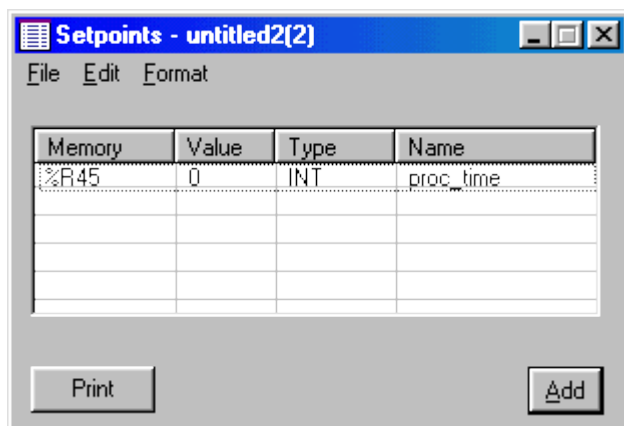 Setpoints - untitled2(2)
File Edit Format
Memory Value Type Name
%R45 0 INT proc_time
Print Add